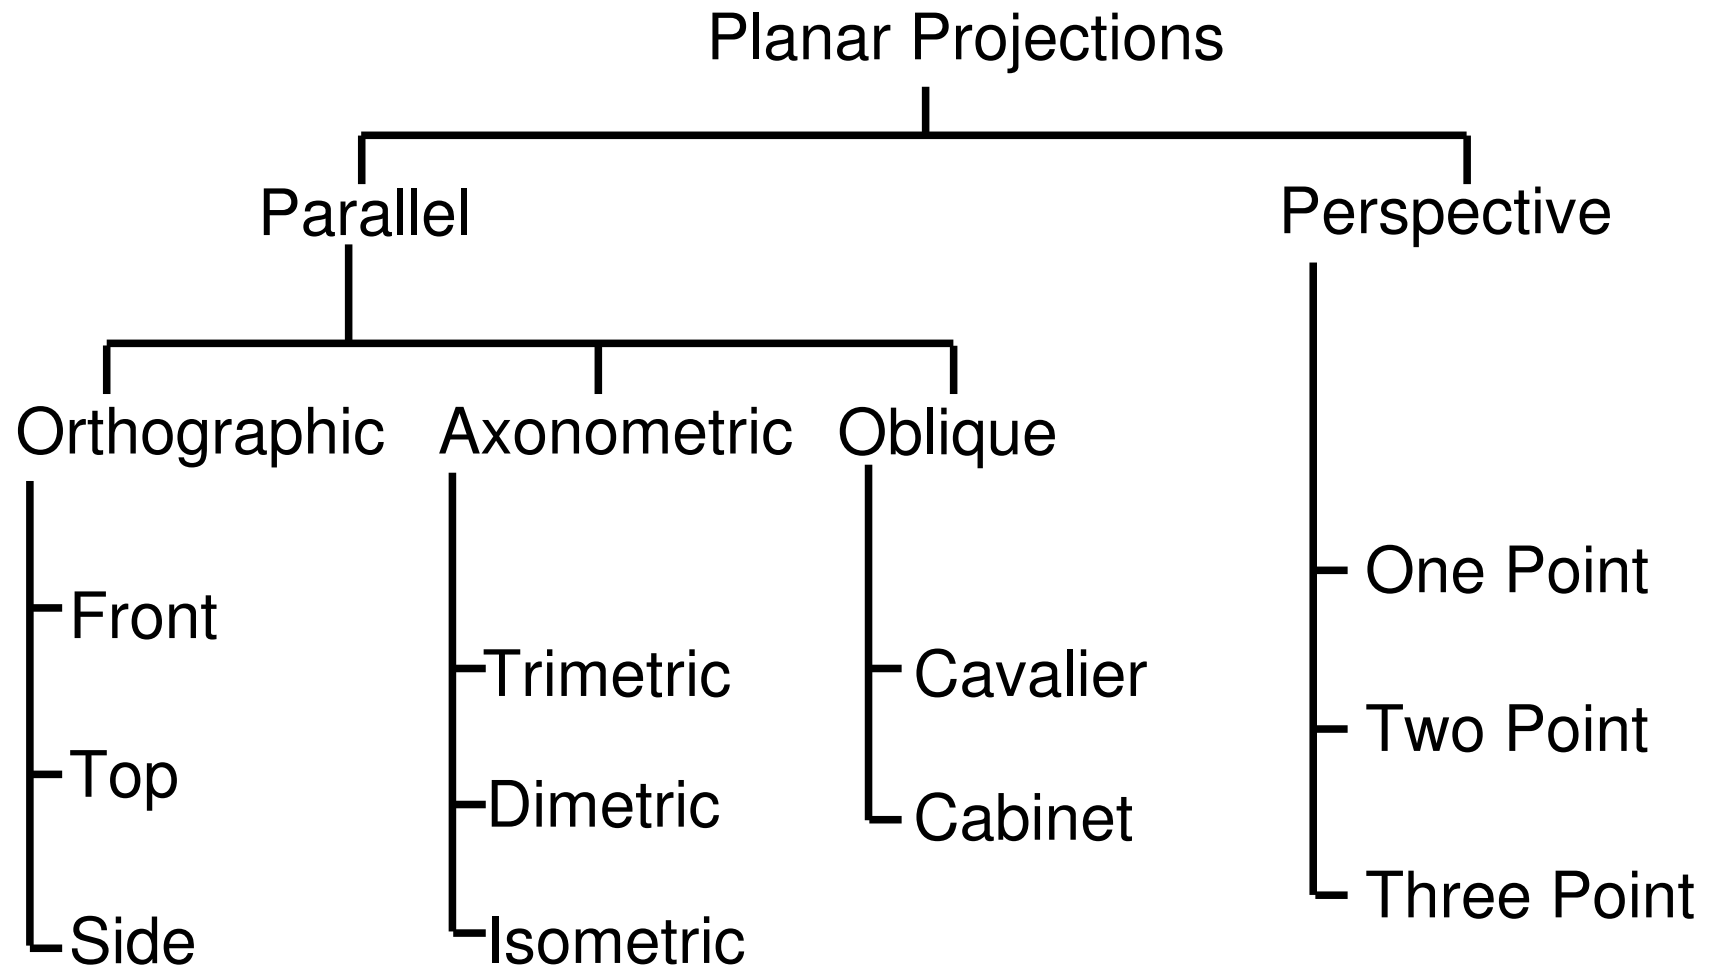 Planar Projections
Parallel
Perspective
Orthographic
Axonometric
Oblique
Front
Top
Side
Trimetric
Dimetric
Isometric
Cavalier
Cabinet
One Point
Two Point
Three Point